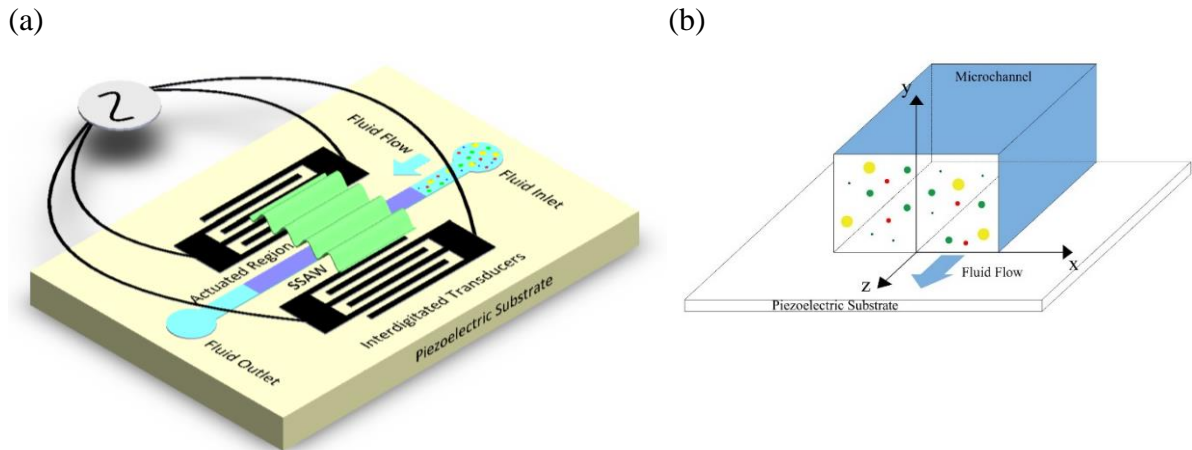 (a)
(b)
Fluid Flow
Fluid Inlet
Actuated Region
SSAW
Interdigitated Transducers
Fluid Outlet
Piezoelectric Substrate
Microchannel
y
x
z
Fluid Flow
Piezoelectric Substrate